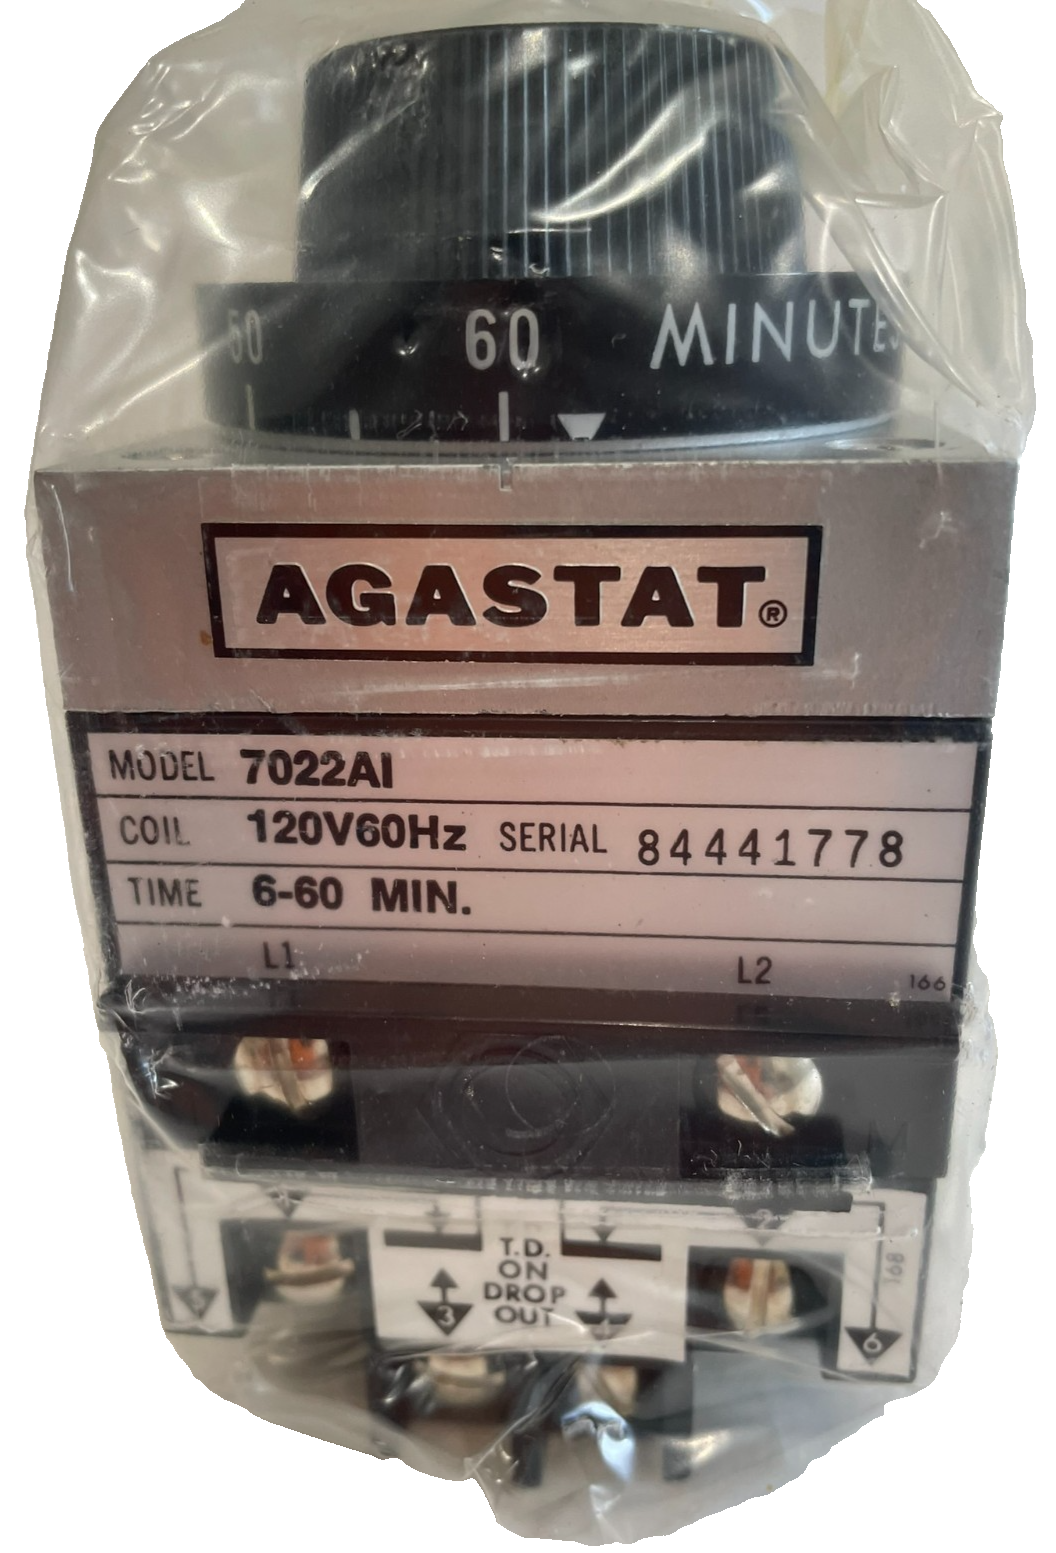 50 60 MINUTES
AGASTAT®
MODEL 7022AI
COIL 120V60Hz SERIAL 84441778
TIME 6-60 MIN.
L1 L2 166
T.D.
ON
DROP
OUT
3
168
6